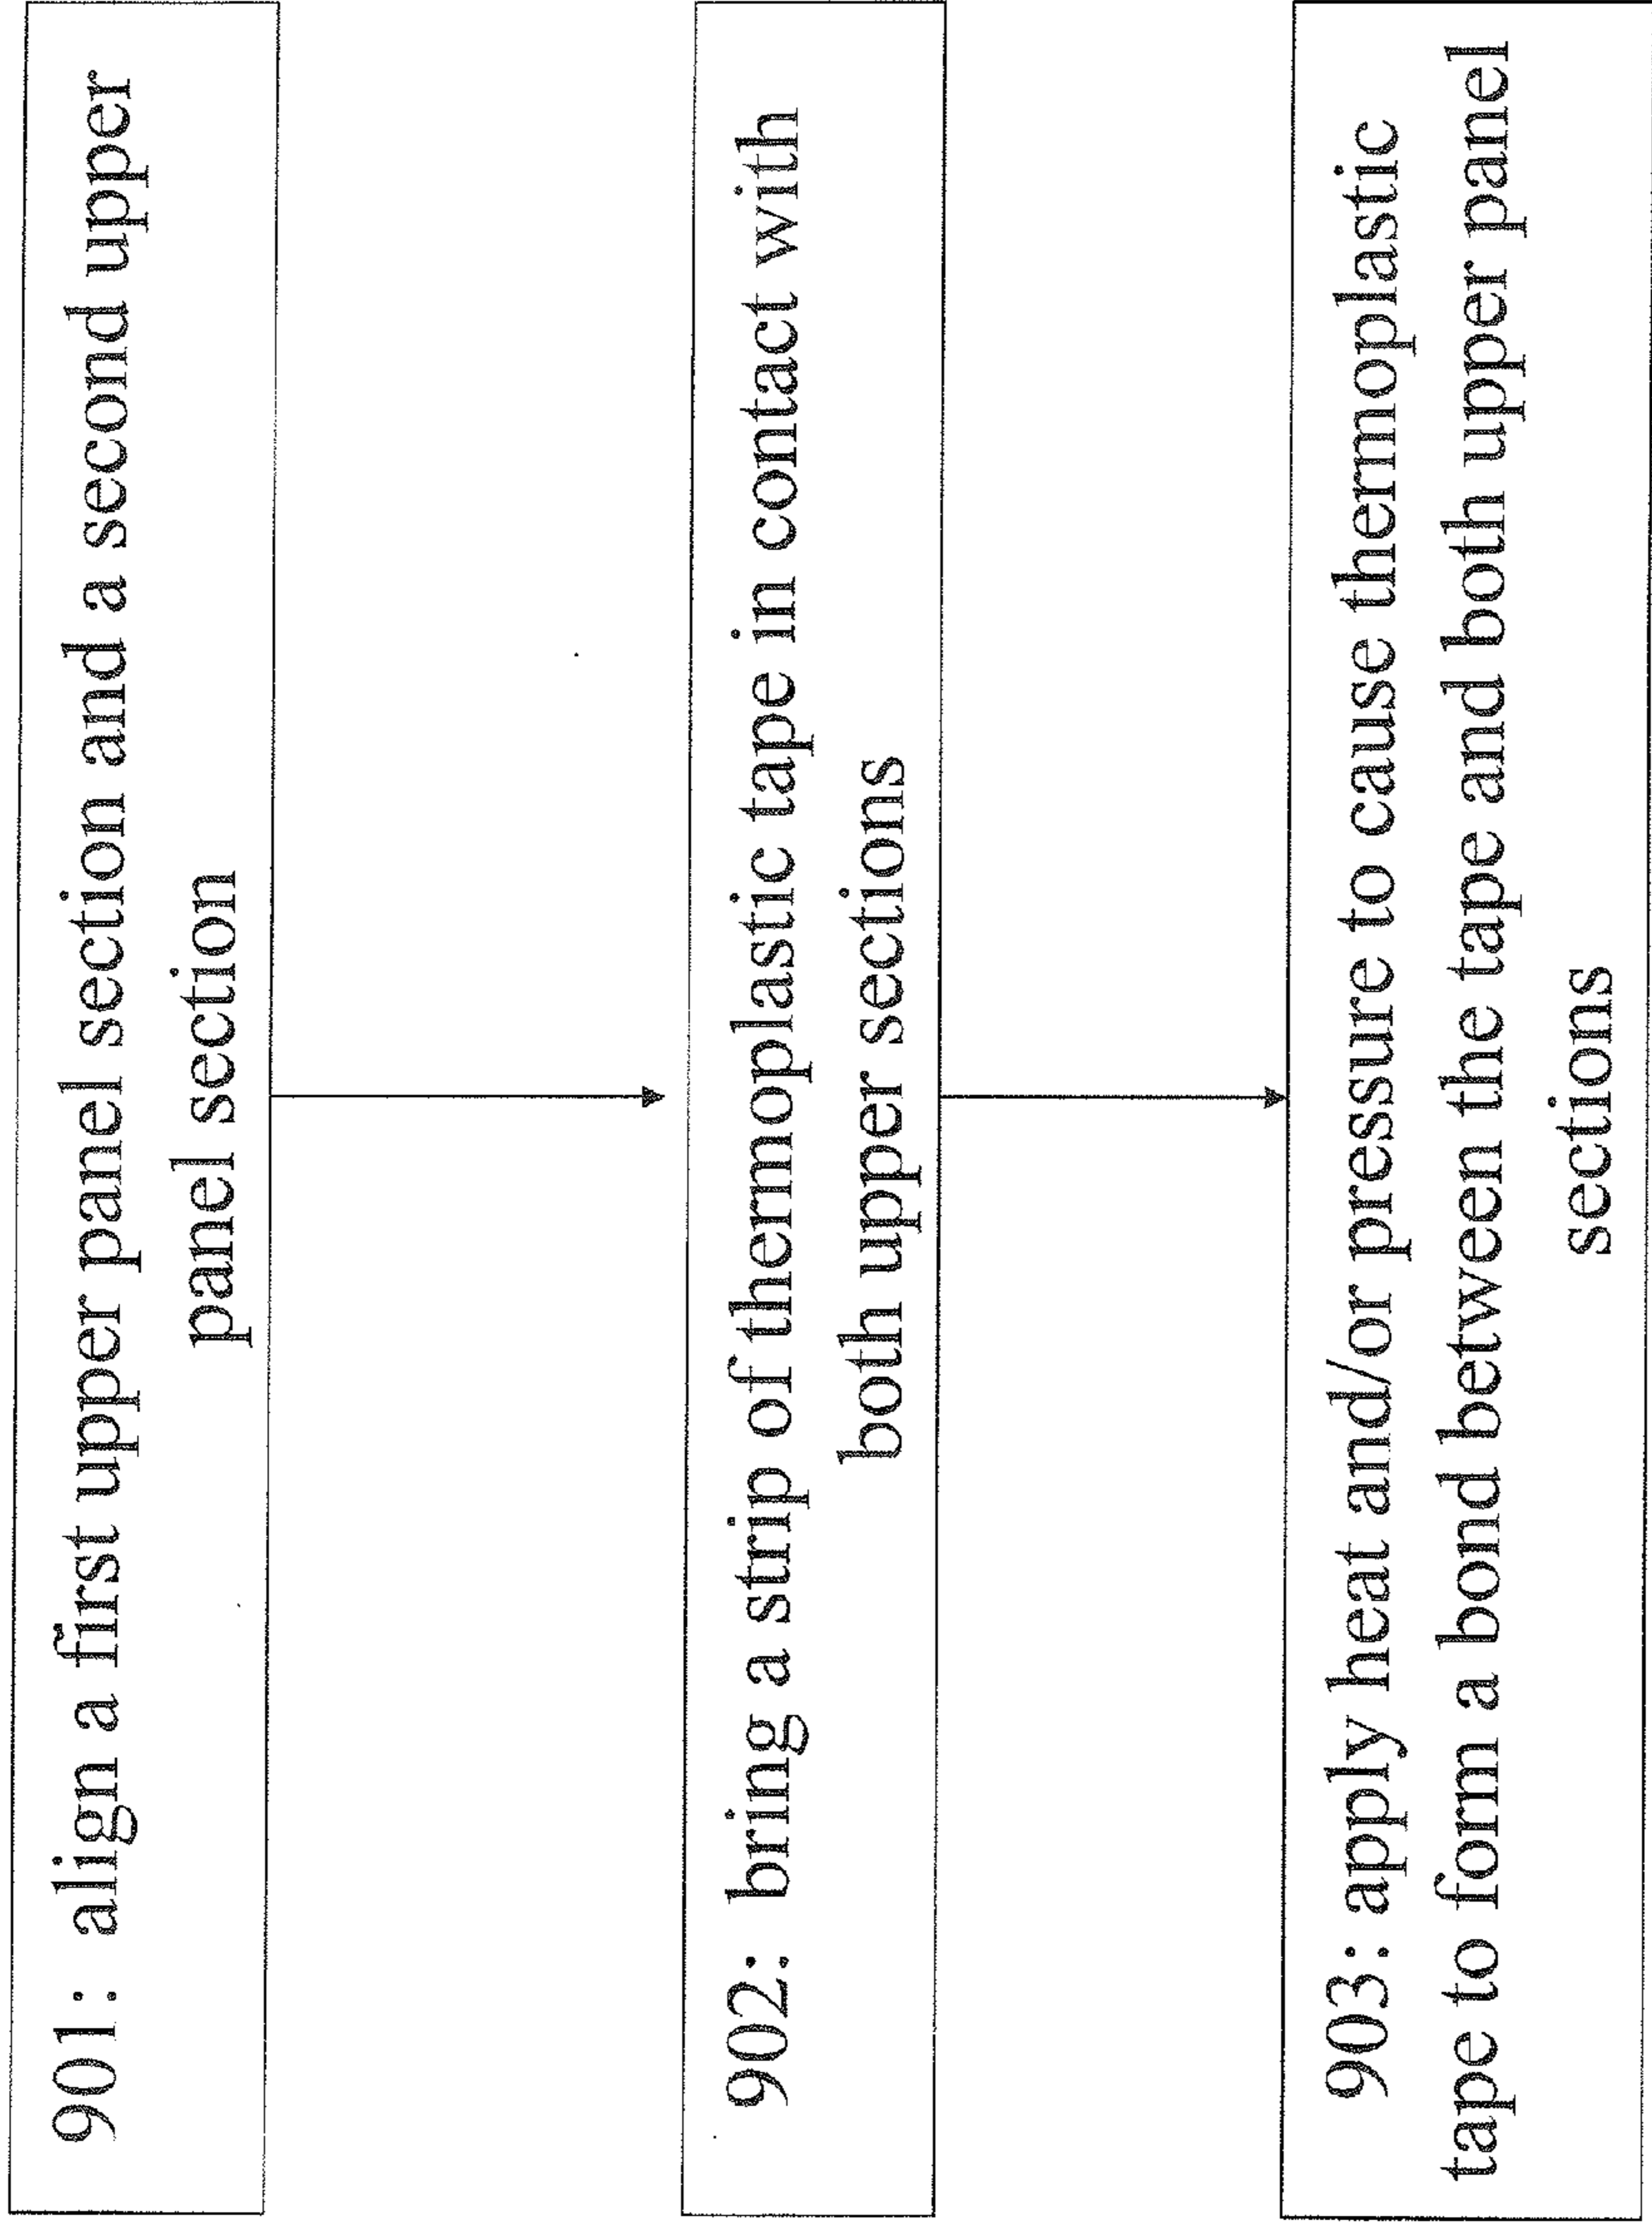 901: align a first upper panel section and a second upper
panel section
902: bring a strip of thermoplastic tape in contact with
both upper sections
903: apply heat and/or pressure to cause thermoplastic
tape to form a bond between the tape and both upper panel
sections